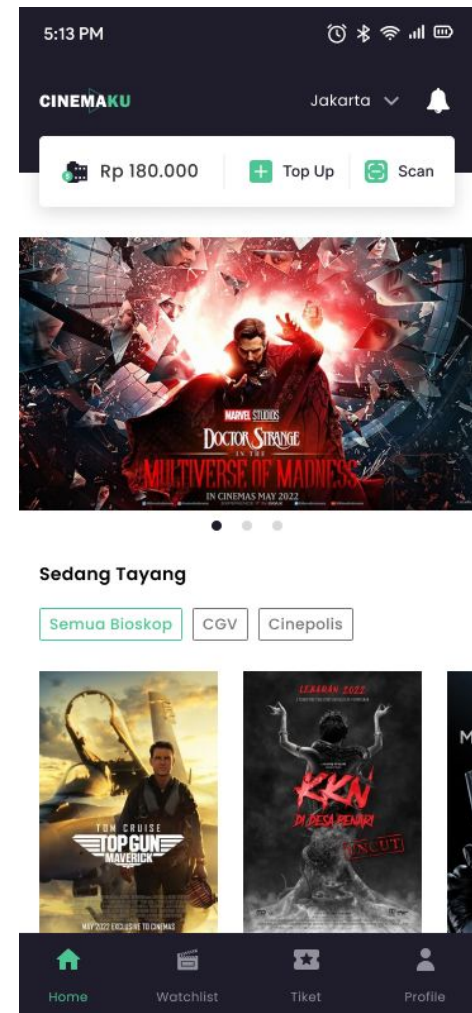 5:13 PM
CINEMAKU
Jakarta
Rp 180.000
Top Up
Scan
MARVEL STUDIOS
DOCTOR STRANGE
IN THE
MULTIVERSE OF MADNESS
IN CINEMAS MAY 2022
Sedang Tayang
Semua Bioskop
CGV
Cinepolis
TOM CRUISE
TOP GUN
MAVERICK
MAY 2022 EXCLUSIVE TO CINEMAS
LEBARAN 2022
KKN
DI DESA PENARI
UNCUT
M
Home
Watchlist
Tiket
Profile